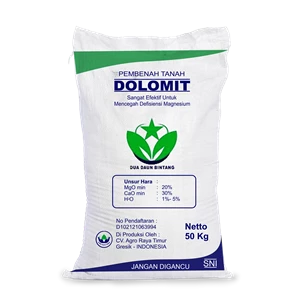 PEMBENAH TANAH
DOLOMIT
Sangat Efektif Untuk
Mencegah Defisiensi Magnesium
DUA DAUN BINTANG
Unsur Hara :
MgO min : 20%
CaO min : 30%
H²O : 1%- 5%
No Pendaftaran :
D102121063994
Di Produksi Oleh :
CV. Agro Raya Timur
Gresik - INDONESIA
Netto
50 Kg
JANGAN DIGANCU
SNI